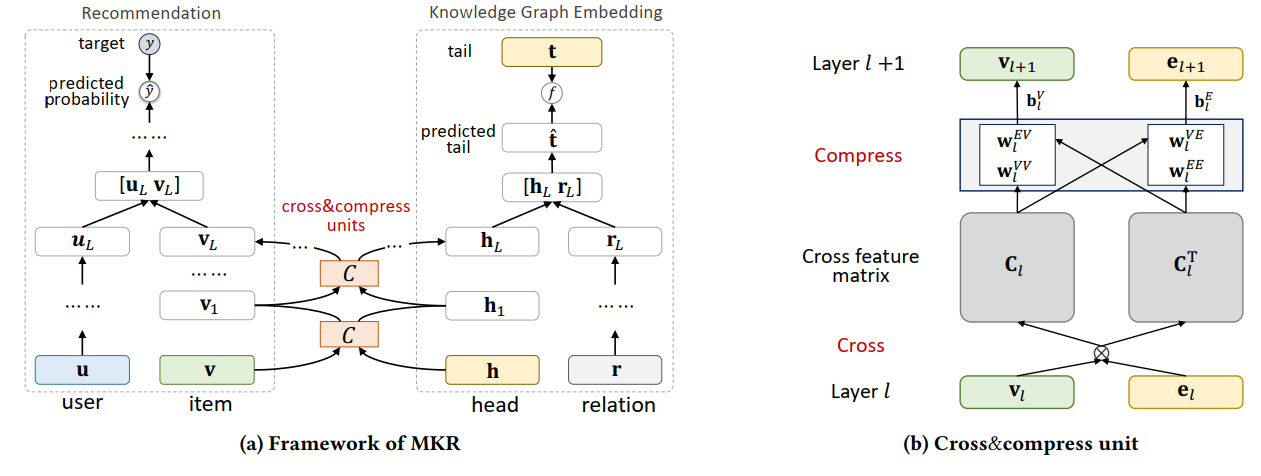 Recommendation
target
y
predicted
probability
ŷ
... ...
[u_L v_L]
u_L
v_L
... ...
... ...
v_1
u
v
user
item
cross&compress
units
...
...
C
C
Knowledge Graph Embedding
tail
t
f
predicted
tail
t̂
[h_L r_L]
h_L
r_L
... ...
h_1
h
r
head
relation
(a) Framework of MKR
Layer l +1
v_{l+1}
e_{l+1}
b_l^V
b_l^E
Compress
w_l^{EV}
w_l^{VV}
w_l^{VE}
w_l^{EE}
Cross feature
matrix
C_l
C_l^T
Cross
⊗
Layer l
v_l
e_l
(b) Cross&compress unit